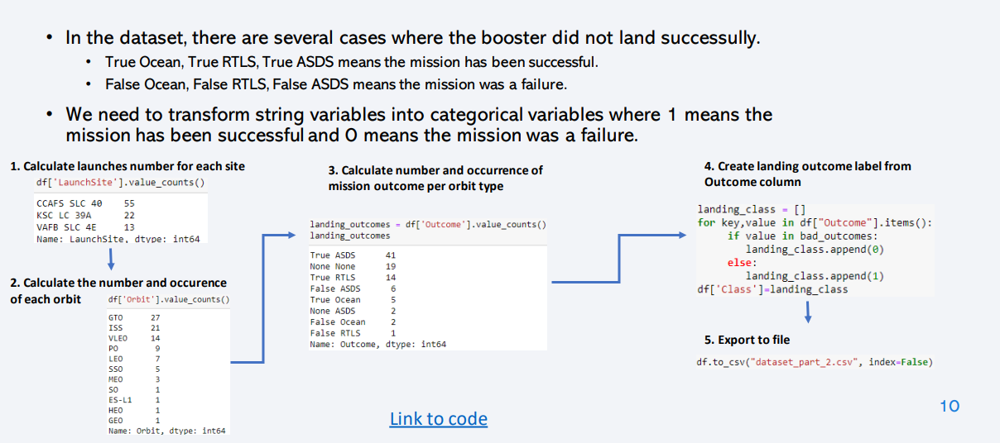 • In the dataset, there are several cases where the booster did not land successully.
• True Ocean, True RTLS, True ASDS means the mission has been successful.
• False Ocean, False RTLS, False ASDS means the mission was a failure.
• We need to transform string variables into categorical variables where 1 means the
mission has been successful and 0 means the mission was a failure.
1. Calculate launches number for each site
df['LaunchSite'].value_counts()
CCAFS SLC 40 55
KSC LC 39A 22
VAFB SLC 4E 13
Name: LaunchSite, dtype: int64
2. Calculate the number and occurence
of each orbit
df['Orbit'].value_counts()
GTO 27
ISS 21
VLEO 14
PO 9
LEO 7
SSO 5
MEO 3
SO 1
ES-L1 1
HEO 1
GEO 1
Name: Orbit, dtype: int64
3. Calculate number and occurrence of
mission outcome per orbit type
landing_outcomes = df['Outcome'].value_counts()
landing_outcomes
True ASDS 41
None None 19
True RTLS 14
False ASDS 6
True Ocean 5
None ASDS 2
False Ocean 2
False RTLS 1
Name: Outcome, dtype: int64
4. Create landing outcome label from
Outcome column
landing_class = []
for key,value in df["Outcome"].items():
if value in bad_outcomes:
landing_class.append(0)
else:
landing_class.append(1)
df['Class']=landing_class
5. Export to file
df.to_csv("dataset_part_2.csv", index=False)
Link to code
10